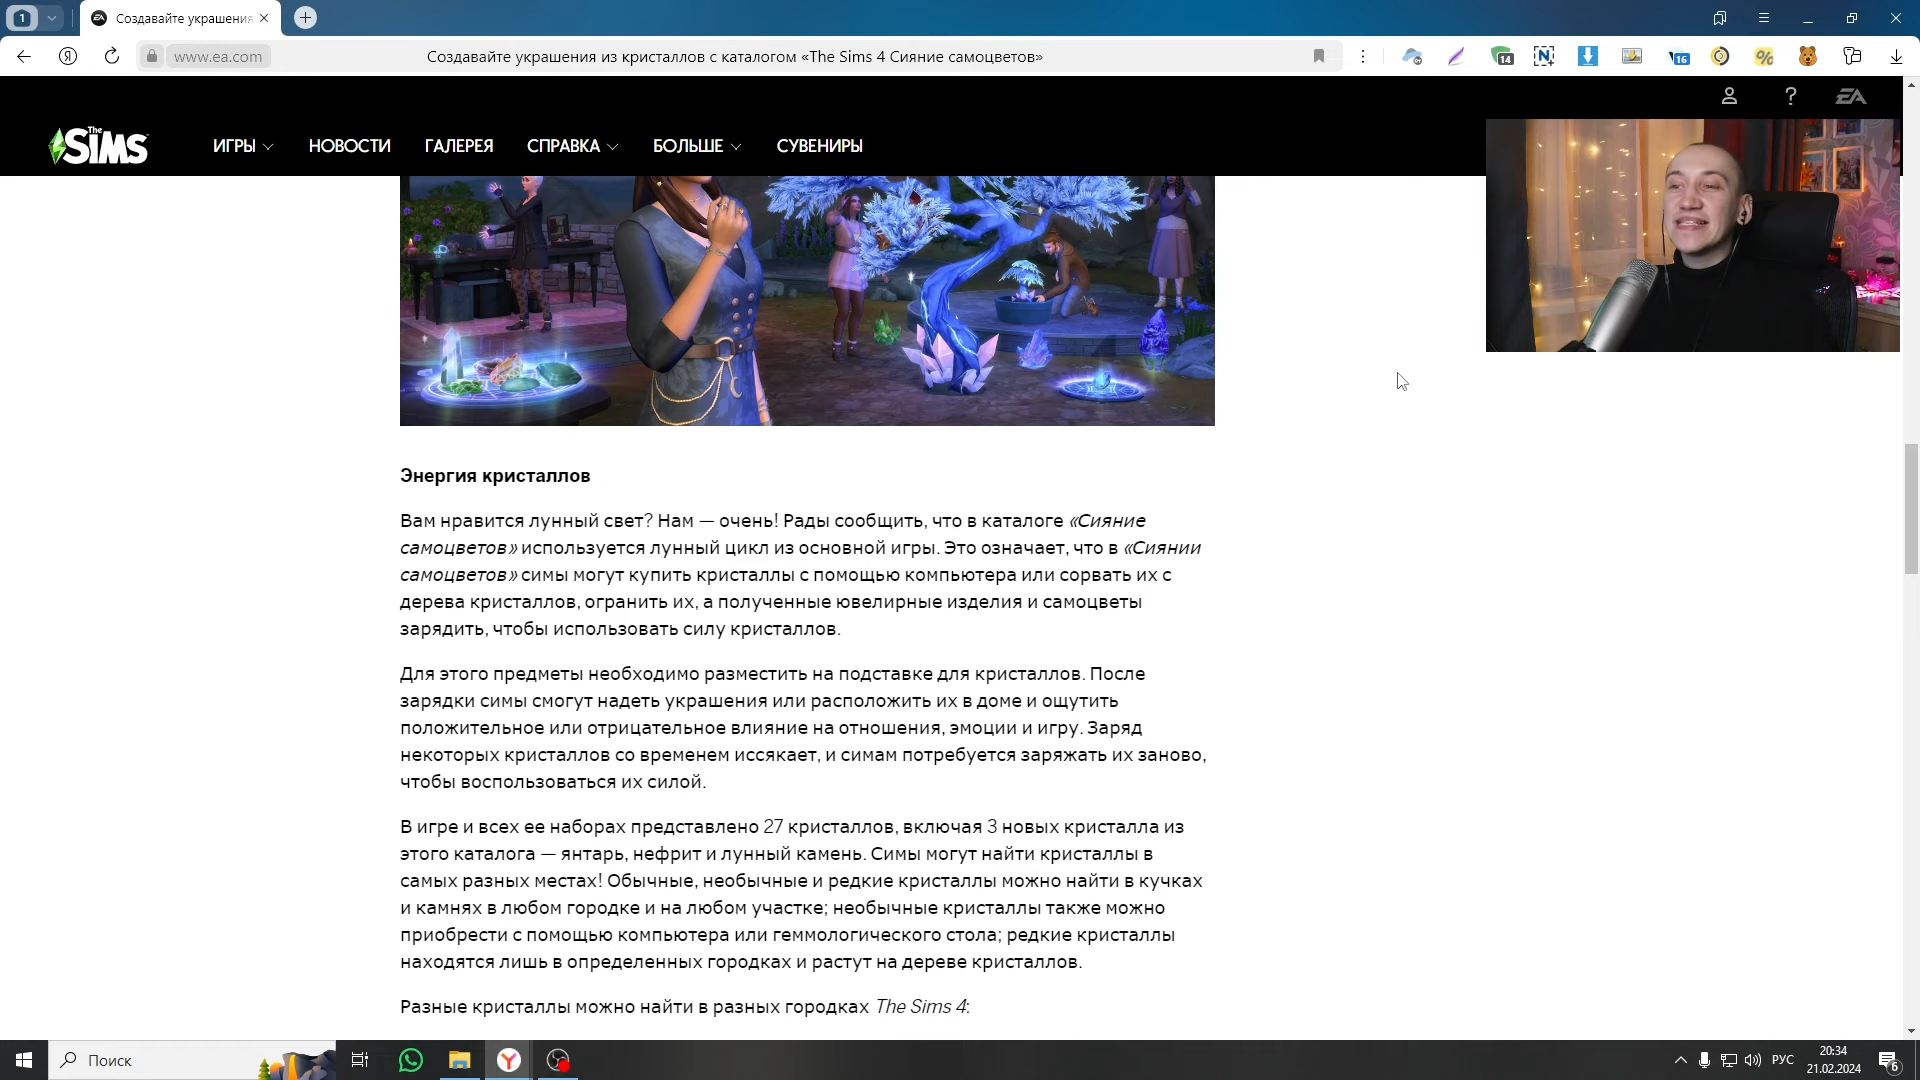 1
Создавайте украшения
www.ea.com
Создавайте украшения из кристаллов с каталогом «The Sims 4 Сияние самоцветов»
14
16
EA
The SIMS
ИГРЫ
НОВОСТИ
ГАЛЕРЕЯ
СПРАВКА
БОЛЬШЕ
СУВЕНИРЫ
Энергия кристаллов
Вам нравится лунный свет? Нам — очень! Рады сообщить, что в каталоге «Сияние
самоцветов» используется лунный цикл из основной игры. Это означает, что в «Сиянии
самоцветов» симы могут купить кристаллы с помощью компьютера или сорвать их с
дерева кристаллов, огранить их, а полученные ювелирные изделия и самоцветы
зарядить, чтобы использовать силу кристаллов.
Для этого предметы необходимо разместить на подставке для кристаллов. После
зарядки симы смогут надеть украшения или расположить их в доме и ощутить
положительное или отрицательное влияние на отношения, эмоции и игру. Заряд
некоторых кристаллов со временем иссякает, и симам потребуется заряжать их заново,
чтобы воспользоваться их силой.
В игре и всех ее наборах представлено 27 кристаллов, включая 3 новых кристалла из
этого каталога — янтарь, нефрит и лунный камень. Симы могут найти кристаллы в
самых разных местах! Обычные, необычные и редкие кристаллы можно найти в кучках
и камнях в любом городке и на любом участке; необычные кристаллы также можно
приобрести с помощью компьютера или геммологического стола; редкие кристаллы
находятся лишь в определенных городках и растут на дереве кристаллов.
Разные кристаллы можно найти в разных городках The Sims 4:
Поиск
РУС
20:34
21.02.2024
6